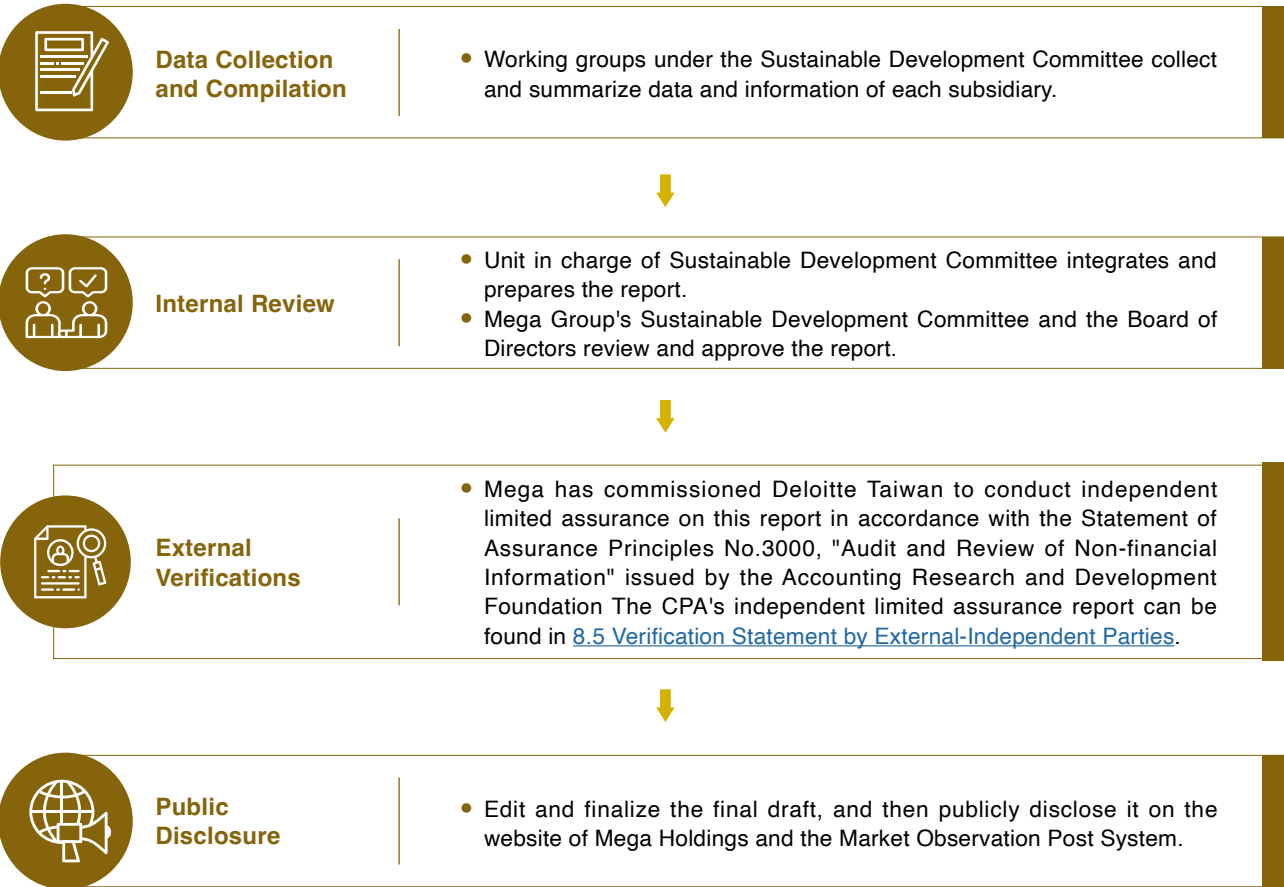 Data Collection
and Compilation
• Working groups under the Sustainable Development Committee collect
and summarize data and information of each subsidiary.
Internal Review
• Unit in charge of Sustainable Development Committee integrates and
prepares the report.
• Mega Group's Sustainable Development Committee and the Board of
Directors review and approve the report.
External
Verifications
• Mega has commissioned Deloitte Taiwan to conduct independent
limited assurance on this report in accordance with the Statement of
Assurance Principles No.3000, "Audit and Review of Non-financial
Information" issued by the Accounting Research and Development
Foundation The CPA's independent limited assurance report can be
found in 8.5 Verification Statement by External-Independent Parties.
Public
Disclosure
• Edit and finalize the final draft, and then publicly disclose it on the
website of Mega Holdings and the Market Observation Post System.